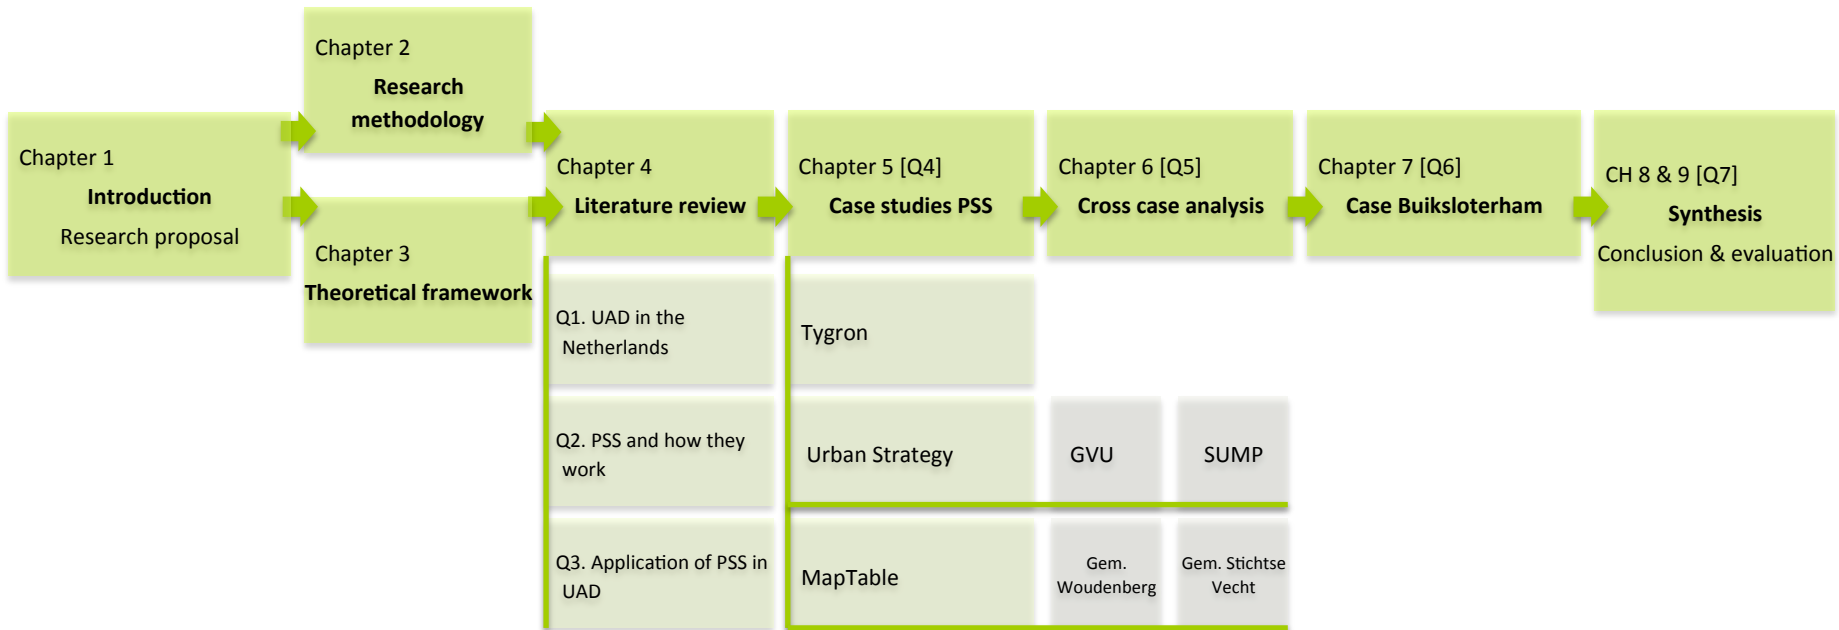 Chapter 1
Introduction
Research proposal
Chapter 2
Research
methodology
Chapter 3
Theoretical framework
Chapter 4
Literature review
Q1. UAD in the
Netherlands
Q2. PSS and how they
work
Q3. Application of PSS in
UAD
Chapter 5 [Q4]
Case studies PSS
Tygron
Urban Strategy
MapTable
Chapter 6 [Q5]
Cross case analysis
GVU
SUMP
Gem.
Woudenberg
Gem. Stichtse
Vecht
Chapter 7 [Q6]
Case Buiksloterham
CH 8 & 9 [Q7]
Synthesis
Conclusion & evaluation